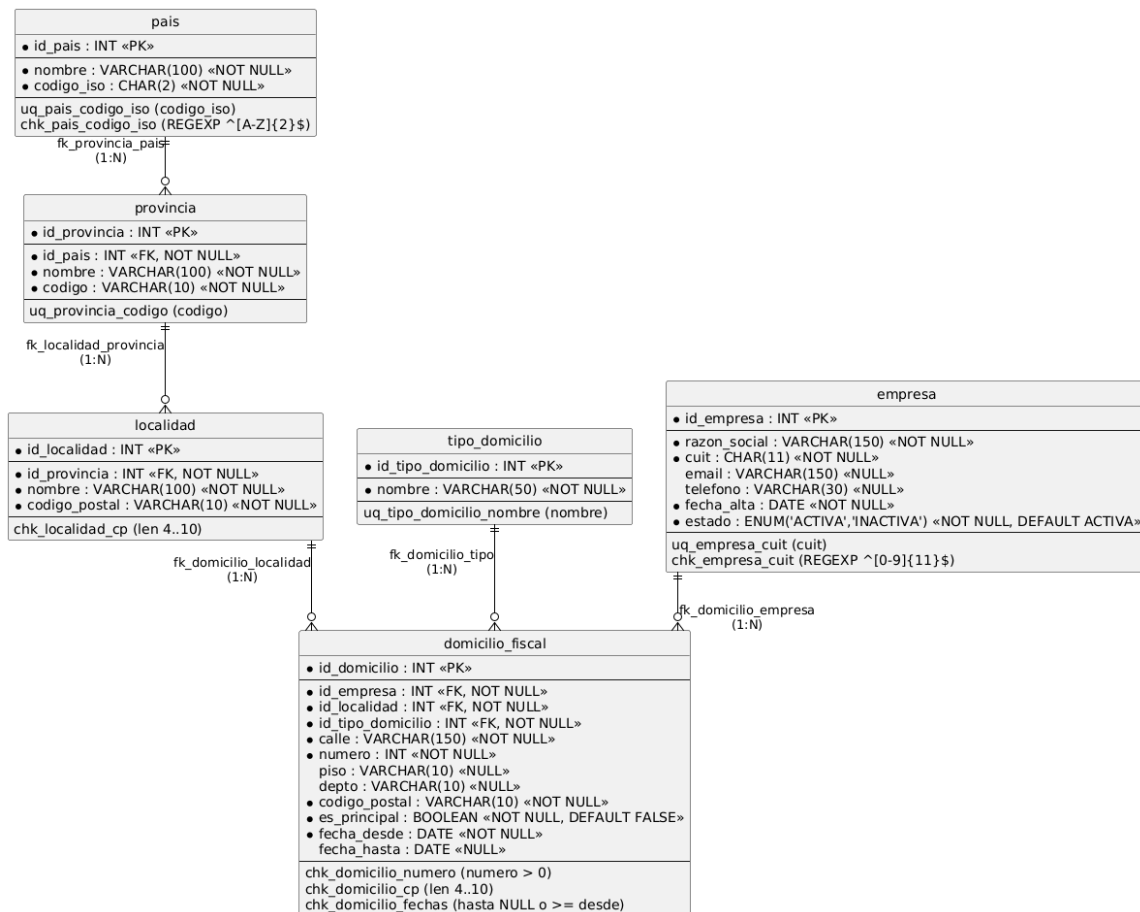 pais
id_pais : INT «PK»
nombre : VARCHAR(100) «NOT NULL»
codigo_iso : CHAR(2) «NOT NULL»
uq_pais_codigo_iso (codigo_iso)
chk_pais_codigo_iso (REGEXP ^[A-Z]{2}$)
fk_provincia_pais
(1:N)
provincia
id_provincia : INT «PK»
id_pais : INT «FK, NOT NULL»
nombre : VARCHAR(100) «NOT NULL»
codigo : VARCHAR(10) «NOT NULL»
uq_provincia_codigo (codigo)
fk_localidad_provincia
(1:N)
localidad
id_localidad : INT «PK»
id_provincia : INT «FK, NOT NULL»
nombre : VARCHAR(100) «NOT NULL»
codigo_postal : VARCHAR(10) «NOT NULL»
chk_localidad_cp (len 4..10)
fk_domicilio_localidad
(1:N)
tipo_domicilio
id_tipo_domicilio : INT «PK»
nombre : VARCHAR(50) «NOT NULL»
uq_tipo_domicilio_nombre (nombre)
fk_domicilio_tipo
(1:N)
empresa
id_empresa : INT «PK»
razon_social : VARCHAR(150) «NOT NULL»
cuit : CHAR(11) «NOT NULL»
email : VARCHAR(150) «NULL»
telefono : VARCHAR(30) «NULL»
fecha_alta : DATE «NOT NULL»
estado : ENUM('ACTIVA','INACTIVA') «NOT NULL, DEFAULT ACTIVA»
uq_empresa_cuit (cuit)
chk_empresa_cuit (REGEXP ^[0-9]{11}$)
fk_domicilio_empresa
(1:N)
domicilio_fiscal
id_domicilio : INT «PK»
id_empresa : INT «FK, NOT NULL»
id_localidad : INT «FK, NOT NULL»
id_tipo_domicilio : INT «FK, NOT NULL»
calle : VARCHAR(150) «NOT NULL»
numero : INT «NOT NULL»
piso : VARCHAR(10) «NULL»
depto : VARCHAR(10) «NULL»
codigo_postal : VARCHAR(10) «NOT NULL»
es_principal : BOOLEAN «NOT NULL, DEFAULT FALSE»
fecha_desde : DATE «NOT NULL»
fecha_hasta : DATE «NULL»
chk_domicilio_numero (numero > 0)
chk_domicilio_cp (len 4..10)
chk_domicilio_fechas (hasta NULL o >= desde)